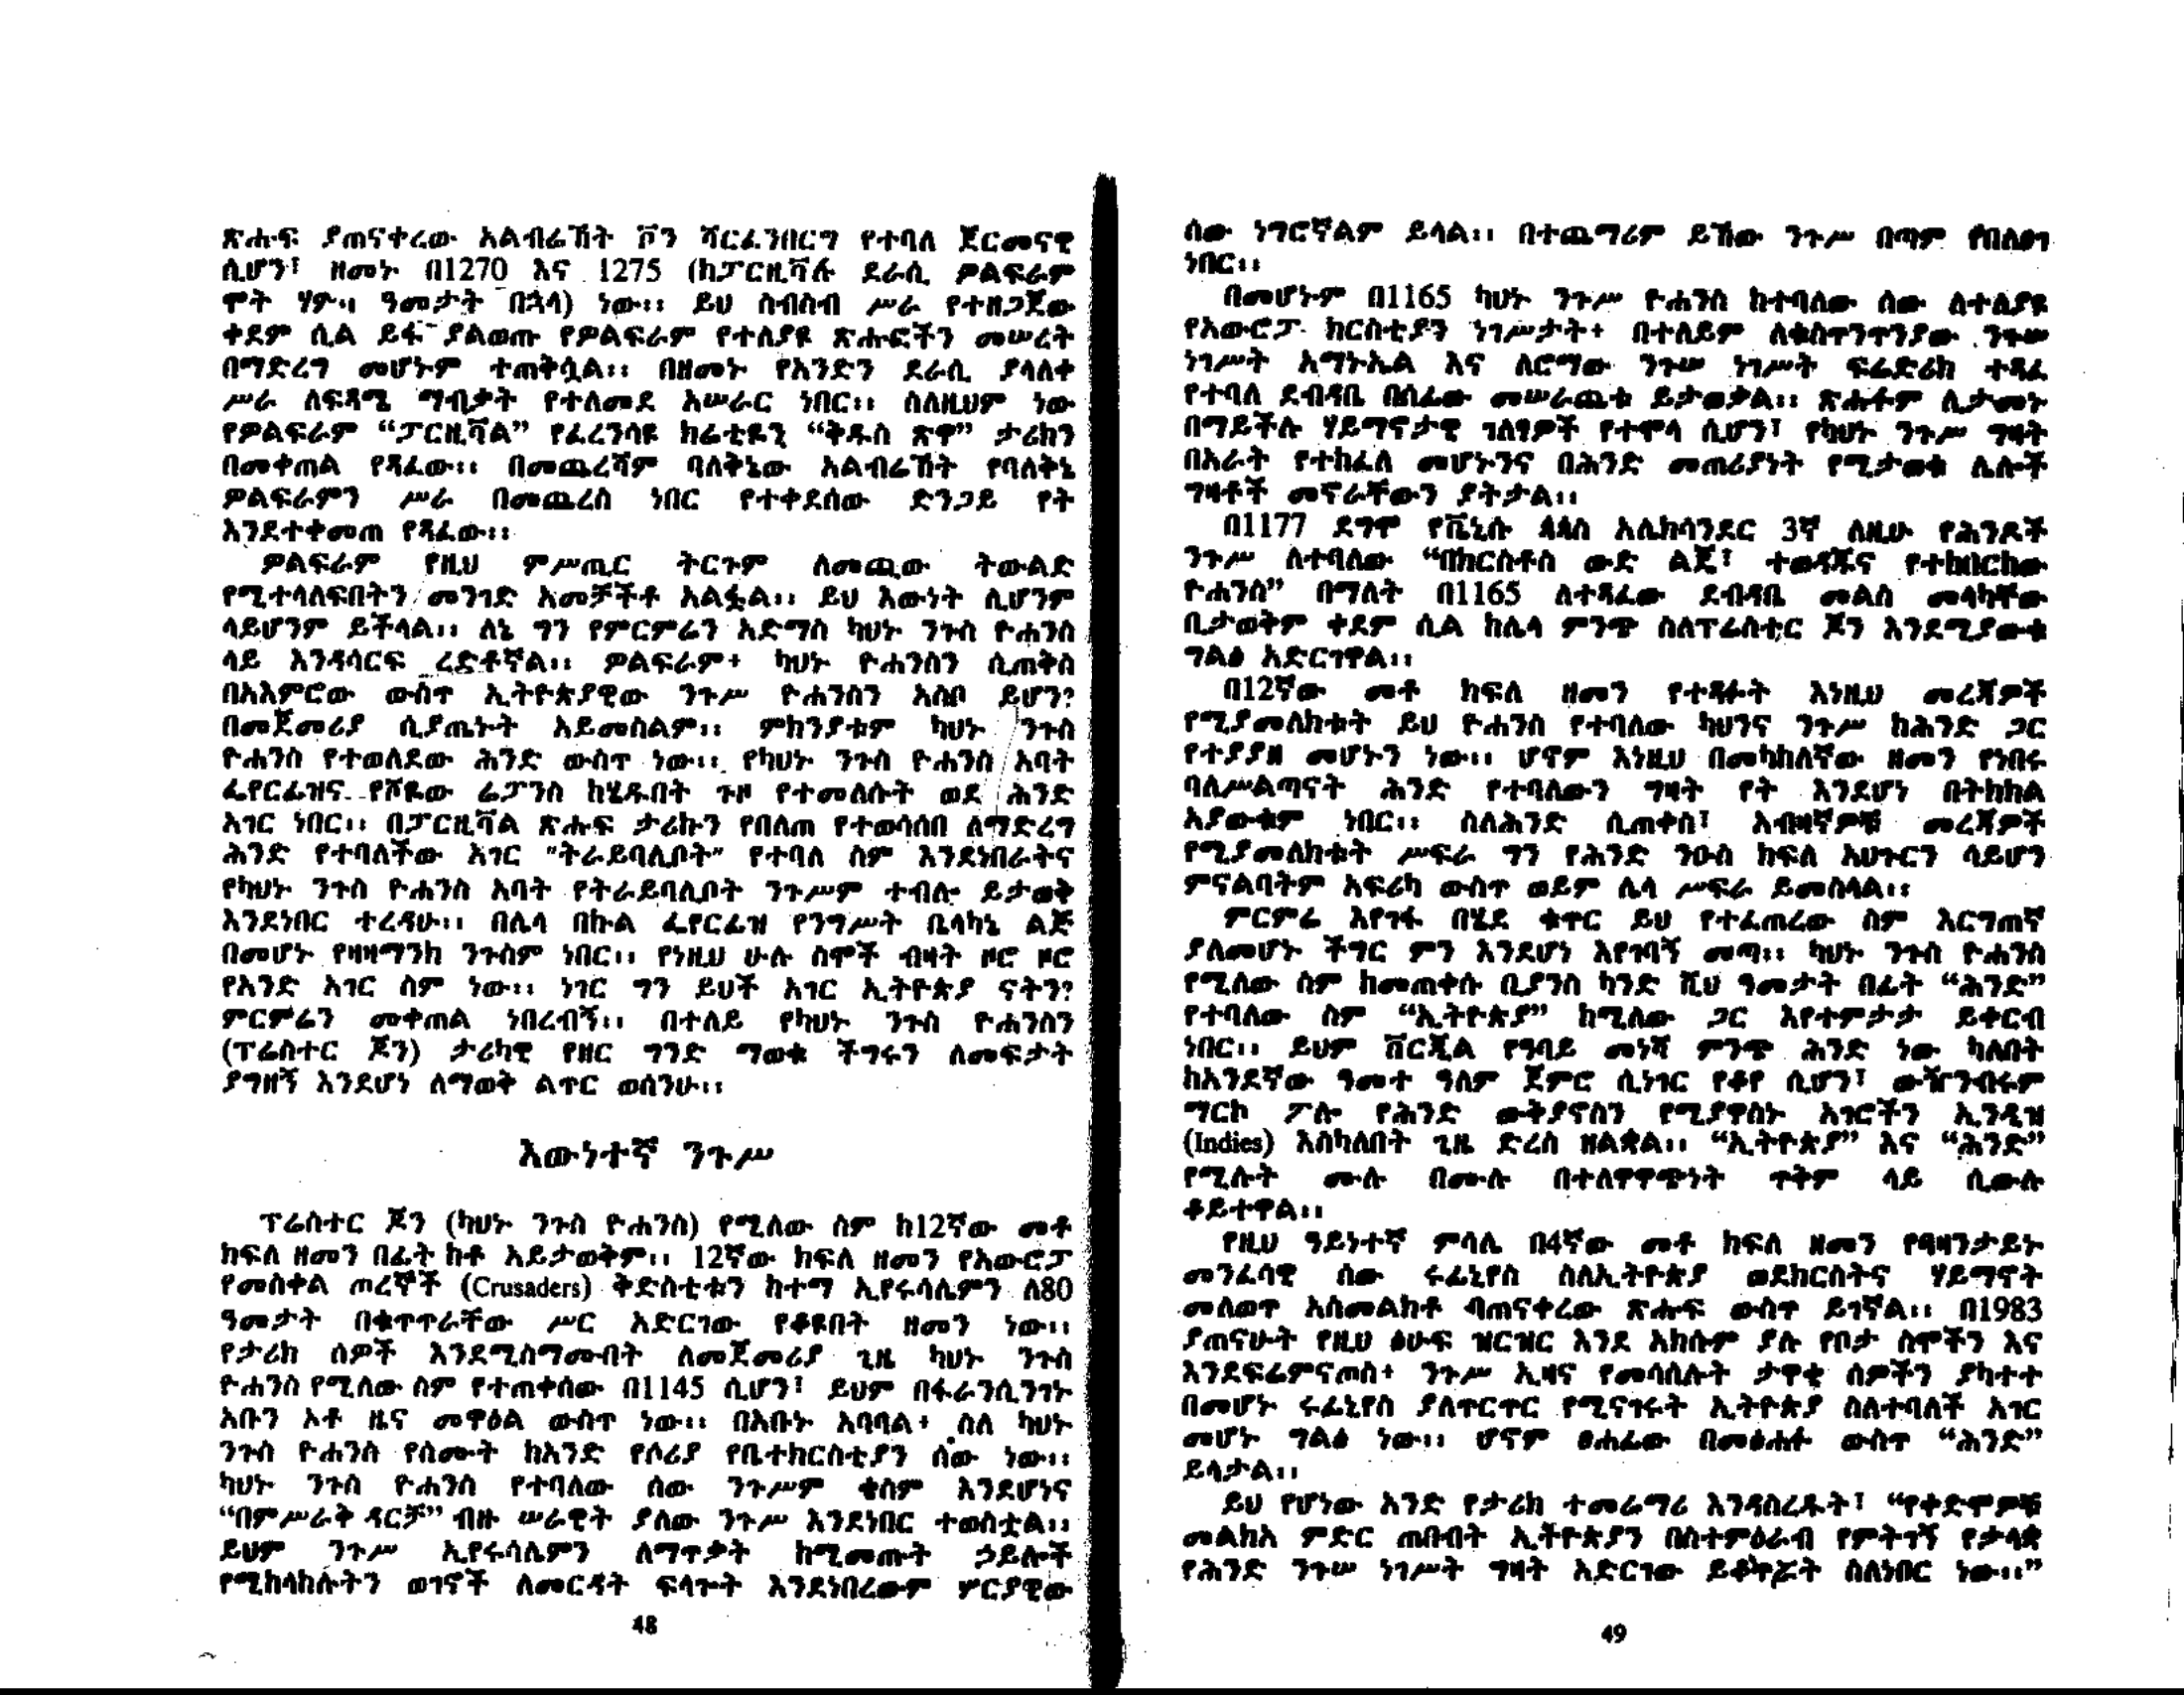 ጽሑፍ ያጠናቀረው አልብሬኸት ቮን ሻርፈንበርግ የተባለ ጀርመናዊ
ሲሆን፣ ዘመኑ በ1270 እና 1275 (ከፓርዚቫሉ ደራሲ ዎልፍራም
ሞት ሃምሳ ዓመታት በኋላ) ነው። ይህ ስብስብ ሥራ የተዘጋጀው
ቀደም ሲል ይፋ ያልወጡ የዎልፍራም የተለያዩ ጽሑፎችን መሠረት
በማድረግ መሆኑም ተጠቅሷል። በዘመኑ የአንድን ደራሲ ያላለቀ
ሥራ ለፍጻሜ ማብቃት የተለመደ አሠራር ነበር። ስለዚህም ነው
የዎልፍራም “ፓርዚቫል” የፈረንሳዩ ክሬቲዬን “ቅዱስ ጽዋ” ታሪክን
በመቀጠል የጻፈው። በመጨረሻም ባለቅኔው አልብሬኸት የባለቅኔ
ዎልፍራምን ሥራ በመጨረስ ነበር የተቀደሰው ድንጋይ የት
እንደተቀመጠ የጻፈው።
ዎልፍራም የዚህ ምሥጢር ትርጉም ለመጪው ትውልድ
የሚተላለፍበትን መንገድ አመቻችቶ አልፏል። ይህ እውነት ሲሆንም
ላይሆንም ይችላል። ለኔ ግን የምርምሬን አድማስ ካህኑ ንጉስ ዮሐንስ
ላይ እንዳሳርፍ ረድቶኛል። ዎልፍራም፥ ካህኑ ዮሐንስን ሲጠቅስ
በአእምሮው ውስጥ ኢትዮጵያዊው ንጉሥ ዮሐንስን አስቦ ይሆን?
በመጀመሪያ ሲያጤኑት አይመስልም። ምክንያቱም ካህኑ ንጉስ
ዮሐንስ የተወለደው ሕንድ ውስጥ ነው። የካህኑ ንጉስ ዮሐንስ አባት
ፌየርፊዝና የሾዬው ሬፓንስ ከሄዱበት ጉዞ የተመለሱት ወደ ሕንድ
አገር ነበር። በፓርዚቫል ጽሑፍ ታሪኩን የበለጠ የተወሳሰበ ለማድረግ
ሕንድ የተባለችው አገር “ትራይባሊቦት” የተባለ ስም እንደነበራትና
የካህኑ ንጉስ ዮሐንስ አባት የትራይባሊቦት ንጉሥም ተብሎ ይታወቅ
እንደነበር ተረዳሁ። በሌላ በኩል ፌየርፊዝ የንግሥት ቤላካኔ ልጅ
በመሆኑ የዛዛማንክ ንጉስም ነበር። የነዚህ ሁሉ ስሞች ብዛት ዞሮ ዞሮ
የአንድ አገር ስም ነው። ነገር ግን ይህች አገር ኢትዮጵያ ናትን?
ምርምሬን መቀጠል ነበረብኝ። በተለይ የካህኑ ንጉስ ዮሐንስን
(ፕሬስተር ጆን) ታሪካዊ የዘር ግንድ ማወቁ ችግሩን ለመፍታት
ያግዘኝ እንደሆነ ለማወቅ ልጥር ወሰንሁ።
እውነተኛ ንጉሥ
ፕሬስተር ጆን (ካህኑ ንጉስ ዮሐንስ) የሚለው ስም ከ12ኛው መቶ
ክፍለ ዘመን በፊት ከቶ አይታወቅም። 12ኛው ክፍለ ዘመን የአውሮፓ
የመስቀል ጦረኞች (Crusaders) ቅድስቲቱን ከተማ ኢየሩሳሌምን ለ80
ዓመታት በቁጥጥራቸው ሥር አድርገው የቆዩበት ዘመን ነው።
የታሪክ ሰዎች እንደሚስማሙበት ለመጀመሪያ ጊዜ ካህኑ ንጉስ
ዮሐንስ የሚለው ስም የተጠቀሰው በ1145 ሲሆን፣ ይህም በፋራንሲንገኑ
አቡን ኦቶ ዜና መዋዕል ውስጥ ነው። በአቡኑ አባባል፥ ስለ ካህኑ
ንጉስ ዮሐንስ የሰሙት ከአንድ የሶሪያ የቤተክርስቲያን ሰው ነው።
ካህኑ ንጉስ ዮሐንስ የተባለው ሰው ንጉሥም ቄስም እንደሆነና
“በምሥራቅ ዳርቻ” ብዙ ሠራዊት ያለው ንጉሥ እንደነበር ተወስቷል።
ይህም ንጉሥ ኢየሩሳሌምን ለማጥቃት ከሚመጡት ኃይሎች
የሚከላከሉትን ወገኖች ለመርዳት ፍላጐት እንደነበረውም ሦርያዊው
48
ሰው ነግሮኛልም ይላል። በተጨማሪም ይኸው ንጉሥ በጣም የበለፀገ
ነበር።
በመሆኑም በ1165 ካህኑ ንጉሥ ዮሐንስ ከተባለው ሰው ለተለያዩ
የአውሮፓ ክርስቲያን ነገሥታት፥ በተለይም ለቁስጥንጥንያው ንጉሠ
ነገሥት አማኑኤል እና ለሮማው ንጉሠ ነገሥት ፍሬድሪክ ተጻፈ
የተባለ ደብዳቤ በሰፊው መሠራጨቱ ይታወቃል። ጽሑፉም ሊታመኑ
በማይችሉ ሃይማኖታዊ ገለፃዎች የተሞላ ሲሆን፣ የካህኑ ንጉሥ ግዛት
በአራት የተከፈለ መሆኑንና በሕንድ መጠሪያነት የሚታወቁ ሌሎች
ግዛቶች መኖራቸውን ያትታል።
በ1177 ደግሞ የቬኒሱ ጳጳስ አሌክሳንደር 3ኛ ለዚሁ የሕንዶች
ንጉሥ ለተባለው “በክርስቶስ ውድ ልጄ፣ ተወዳጁና የተከበርከው
ዮሐንስ” በማለት በ1165 ለተጻፈው ደብዳቤ መልስ መላካቸው
ቢታወቅም ቀደም ሲል ከሌላ ምንጭ ስለፕሬስቲር ጆን እንደሚያውቁ
ግልፅ አድርገዋል።
በ12ኛው መቶ ክፍለ ዘመን የተጻፉት እነዚህ መረጃዎች
የሚያመለክቱት ይህ ዮሐንስ የተባለው ካህንና ንጉሥ ከሕንድ ጋር
የተያያዘ መሆኑን ነው። ሆኖም እነዚህ በመካከለኛው ዘመን የነበሩ
ባለሥልጣናት ሕንድ የተባለውን ግዛት የት እንደሆነ በትክክል
አያውቁም ነበር። ስለሕንድ ሲጠቀስ፣ አብዛኛዎቹ መረጃዎች
የሚያመለክቱት ሥፍራ ግን የሕንድ ንዑስ ክፍለ አህጉርን ሳይሆን
ምናልባትም አፍሪካ ውስጥ ወይም ሌላ ሥፍራ ይመስላል።
ምርምሬ እየገፋ በሄደ ቁጥር ይህ የተፈጠረው ስም እርግጠኛ
ያለመሆኑ ችግር ምን እንደሆነ እየገባኝ መጣ። ካህኑ ንጉስ ዮሐንስ
የሚለው ስም ከመጠቀሱ ቢያንስ ካንድ ሺህ ዓመታት በፊት “ሕንድ”
የተባለው ስም “ኢትዮጵያ” ከሚለው ጋር እየተምታታ ይቀርብ
ነበር። ይህም ቨርጂል የዓባይ መነሻ ምንጭ ሕንድ ነው ካለበት
ከአንደኛው ዓመተ ዓለም ጀምሮ ሲነገር የቆየ ሲሆን፣ ውዥንብሩም
ማርኮ ፖሎ የሕንድ ውቅያኖስን የሚያዋስኑ አገሮችን ኢንዲዝ
(Indies) እስካለበት ጊዜ ድረስ ዘልቋል። “ኢትዮጵያ” እና “ሕንድ”
የሚሉት ሙሉ በሙሉ በተለዋዋጭነት ጥቅም ላይ ሲውሉ
ቆይተዋል።
የዚህ ዓይነተኛ ምሳሌ በ4ኛው መቶ ክፍለ ዘመን የባዛንታይኑ
መንፈሳዊ ሰው ሩፊኒየስ ስለኢትዮጵያ ወደክርስትና ሃይማኖት
መለወጥ አስመልክቶ ባጠናቀረው ጽሑፍ ውስጥ ይገኛል። በ1983
ያጠናሁት የዚህ ፅሁፍ ዝርዝር እንደ አክሱም ያሉ የቦታ ስሞችን እና
እንደፍሬምናጦስ፥ ንጉሥ ኢዛና የመሳሰሉት ታዋቂ ሰዎችን ያካተተ
በመሆኑ ሩፊኒየስ ያለጥርጥር የሚናገሩት ኢትዮጵያ ስለተባለች አገር
መሆኑ ግልፅ ነው። ሆኖም ፀሐፊው በመፅሐፉ ውስጥ “ሕንድ”
ይላታል።
ይህ የሆነው አንድ የታሪክ ተመራማሪ እንዳስረዱት፣ “የቀድሞዎቹ
መልክአ ምድር ጠበብት ኢትዮጵያን በስተምዕራብ የምትገኝ የታላቋ
የሕንድ ንጉሠ ነገሥት ግዛት አድርገው ይቆጥሯት ስለነበር ነው።”
49